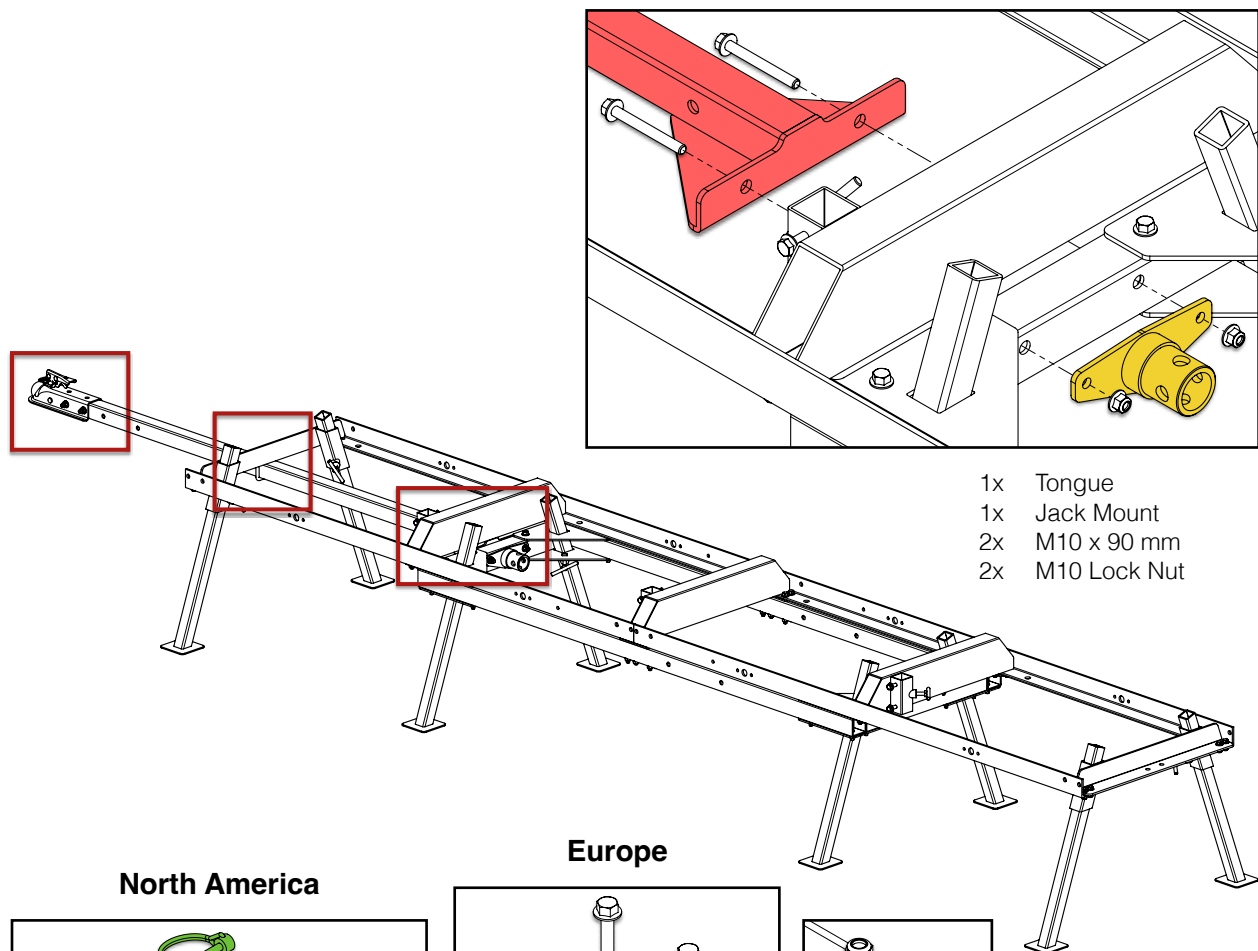 1x Tongue
1x Jack Mount
2x M10 x 90 mm
2x M10 Lock Nut
Europe
North America